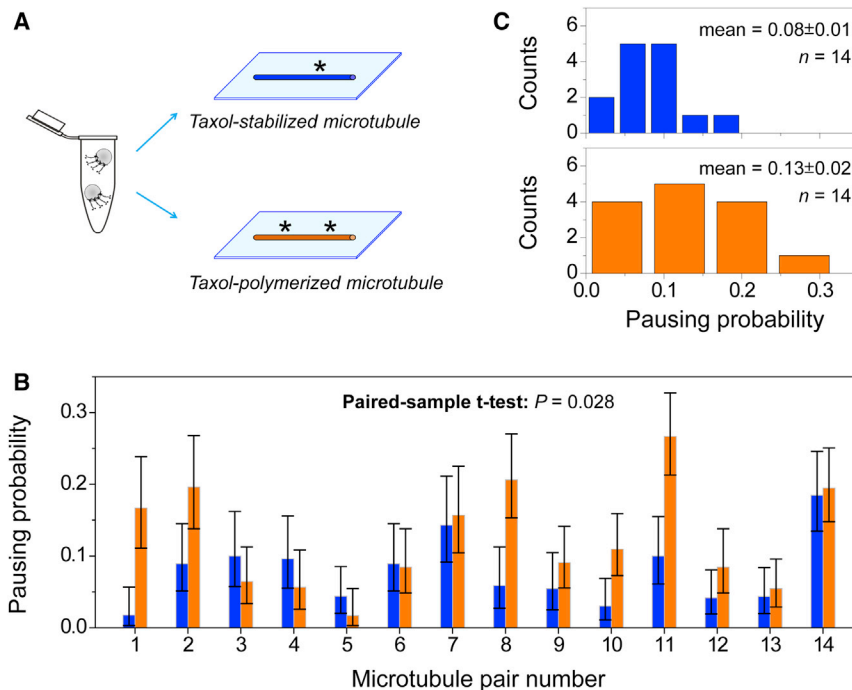 A
* 
Taxol-stabilized microtubule
* *
Taxol-polymerized microtubule
C
Counts
6
4
2
0
mean = 0.08±0.01
n = 14
Counts
6
4
2
0
mean = 0.13±0.02
n = 14
0.0 0.1 0.2 0.3
Pausing probability
B
Pausing probability
0.3
0.2
0.1
0.0
Paired-sample t-test: P = 0.028
1 2 3 4 5 6 7 8 9 10 11 12 13 14
Microtubule pair number